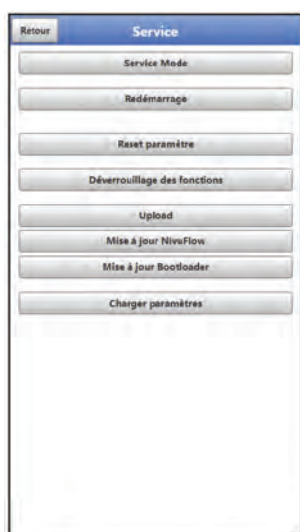 Retour
Service
Service Mode
Redémarrage
Reset paramètre
Déverrouillage des fonctions
Upload
Mise à jour NivuFlow
Mise à jour Bootloader
Charger paramètres